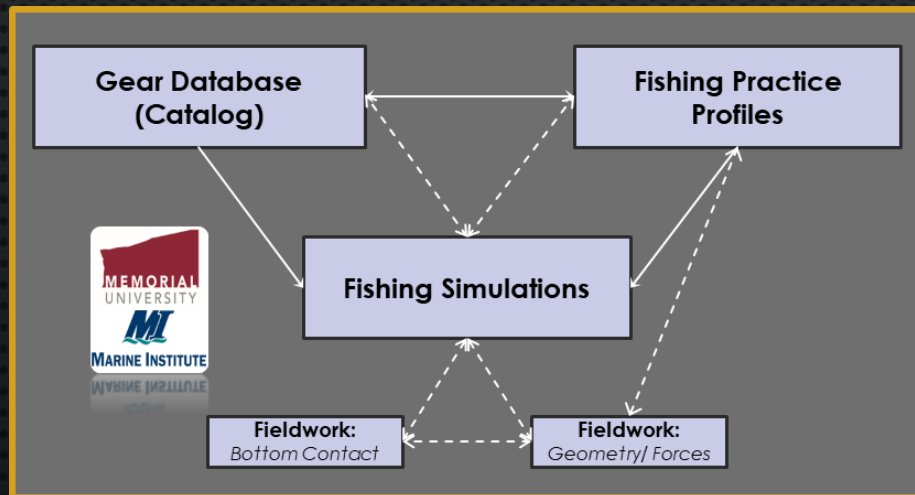 Gear Database
(Catalog)
Fishing Practice
Profiles
Fishing Simulations
MEMORIAL
UNIVERSITY
MI
MARINE INSTITUTE
Fieldwork:
Bottom Contact
Fieldwork:
Geometry/ Forces